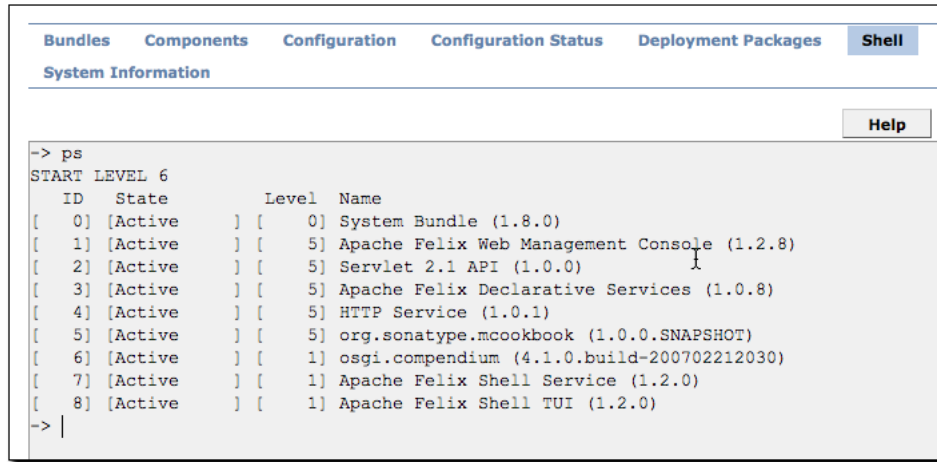 Bundles Components Configuration Configuration Status Deployment Packages Shell
System Information
Help
-> ps
START LEVEL 6
   ID   State         Level  Name
[   0] [Active     ] [    0] System Bundle (1.8.0)
[   1] [Active     ] [    5] Apache Felix Web Management Console (1.2.8)
[   2] [Active     ] [    5] Servlet 2.1 API (1.0.0)
[   3] [Active     ] [    5] Apache Felix Declarative Services (1.0.8)
[   4] [Active     ] [    5] HTTP Service (1.0.1)
[   5] [Active     ] [    5] org.sonatype.mcookbook (1.0.0.SNAPSHOT)
[   6] [Active     ] [    1] osgi.compendium (4.1.0.build-200702212030)
[   7] [Active     ] [    1] Apache Felix Shell Service (1.2.0)
[   8] [Active     ] [    1] Apache Felix Shell TUI (1.2.0)
->